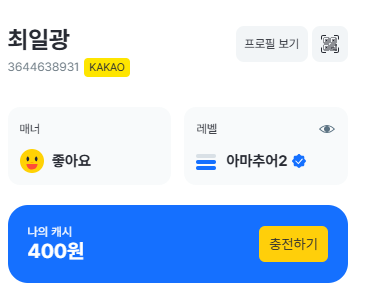 최일광
프로필 보기
3644638931 KAKAO
매너
레벨
좋아요
아마추어2
나의 캐시
400원
충전하기